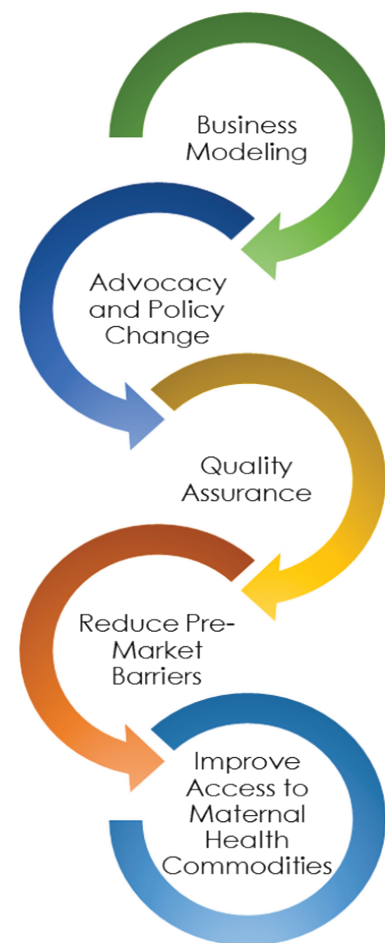 Business
Modeling
Advocacy
and Policy
Change
Quality
Assurance
Reduce Pre-
Market
Barriers
Improve
Access to
Maternal
Health
Commodities